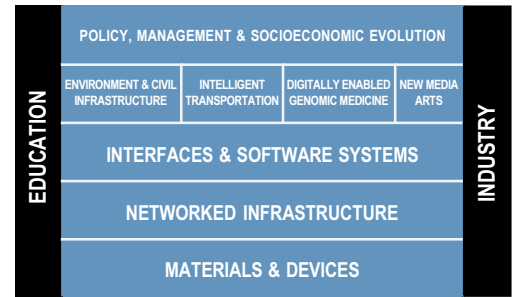 POLICY, MANAGEMENT & SOCIOECONOMIC EVOLUTION
ENVIRONMENT & CIVIL
INFRASTRUCTURE
INTELLIGENT
TRANSPORTATION
DIGITALLY ENABLED
GENOMIC MEDICINE
NEW MEDIA
ARTS
INTERFACES & SOFTWARE SYSTEMS
NETWORKED INFRASTRUCTURE
MATERIALS & DEVICES
EDUCATION
INDUSTRY